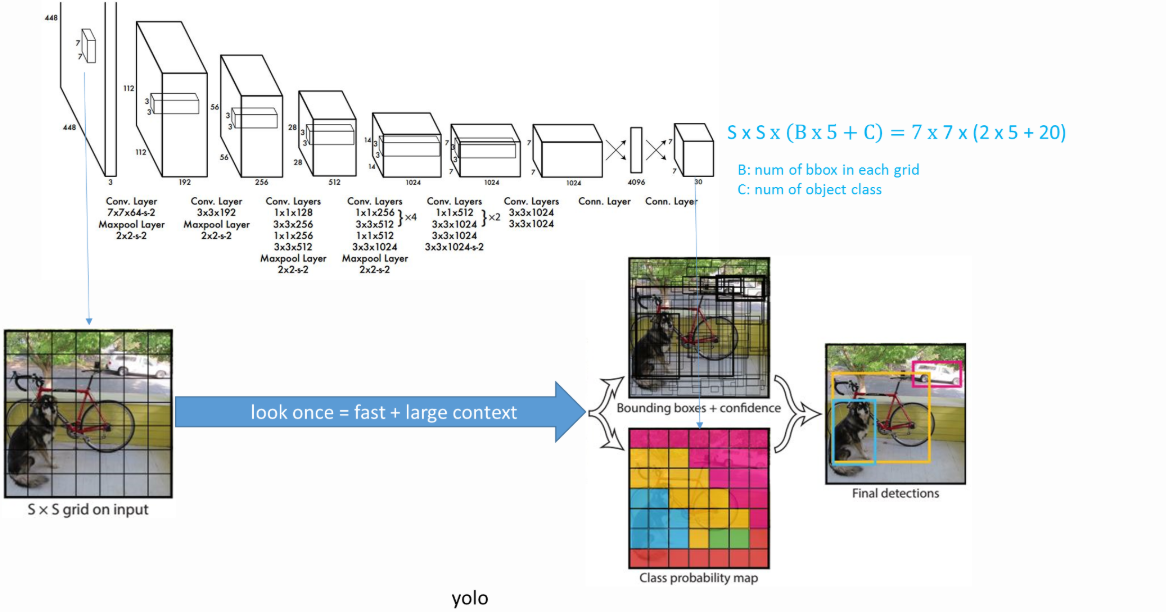 448
7
7
448
3
112
3
3
112
192
56
3
3
56
256
28
3
3
28
512
14
3
3
14
1024
7
3
3
7
1024
7
7
1024
4096
7
7
30
S x S x (B x 5 + C) = 7 x 7 x (2 x 5 + 20)
B: num of bbox in each grid
C: num of object class
Conv. Layer
7x7x64-s-2
Maxpool Layer
2x2-s-2
Conv. Layer
3x3x192
Maxpool Layer
2x2-s-2
Conv. Layers
1x1x128
3x3x256
1x1x256
3x3x512
Maxpool Layer
2x2-s-2
Conv. Layers
1x1x256
3x3x512 }×4
1x1x512
3x3x1024
Maxpool Layer
2x2-s-2
Conv. Layers
1x1x512
3x3x1024 }×2
3x3x1024
3x3x1024-s-2
Conv. Layers
3x3x1024
3x3x1024
Conn. Layer
Conn. Layer
look once = fast + large context
S × S grid on input
Bounding boxes + confidence
Class probability map
Final detections
yolo